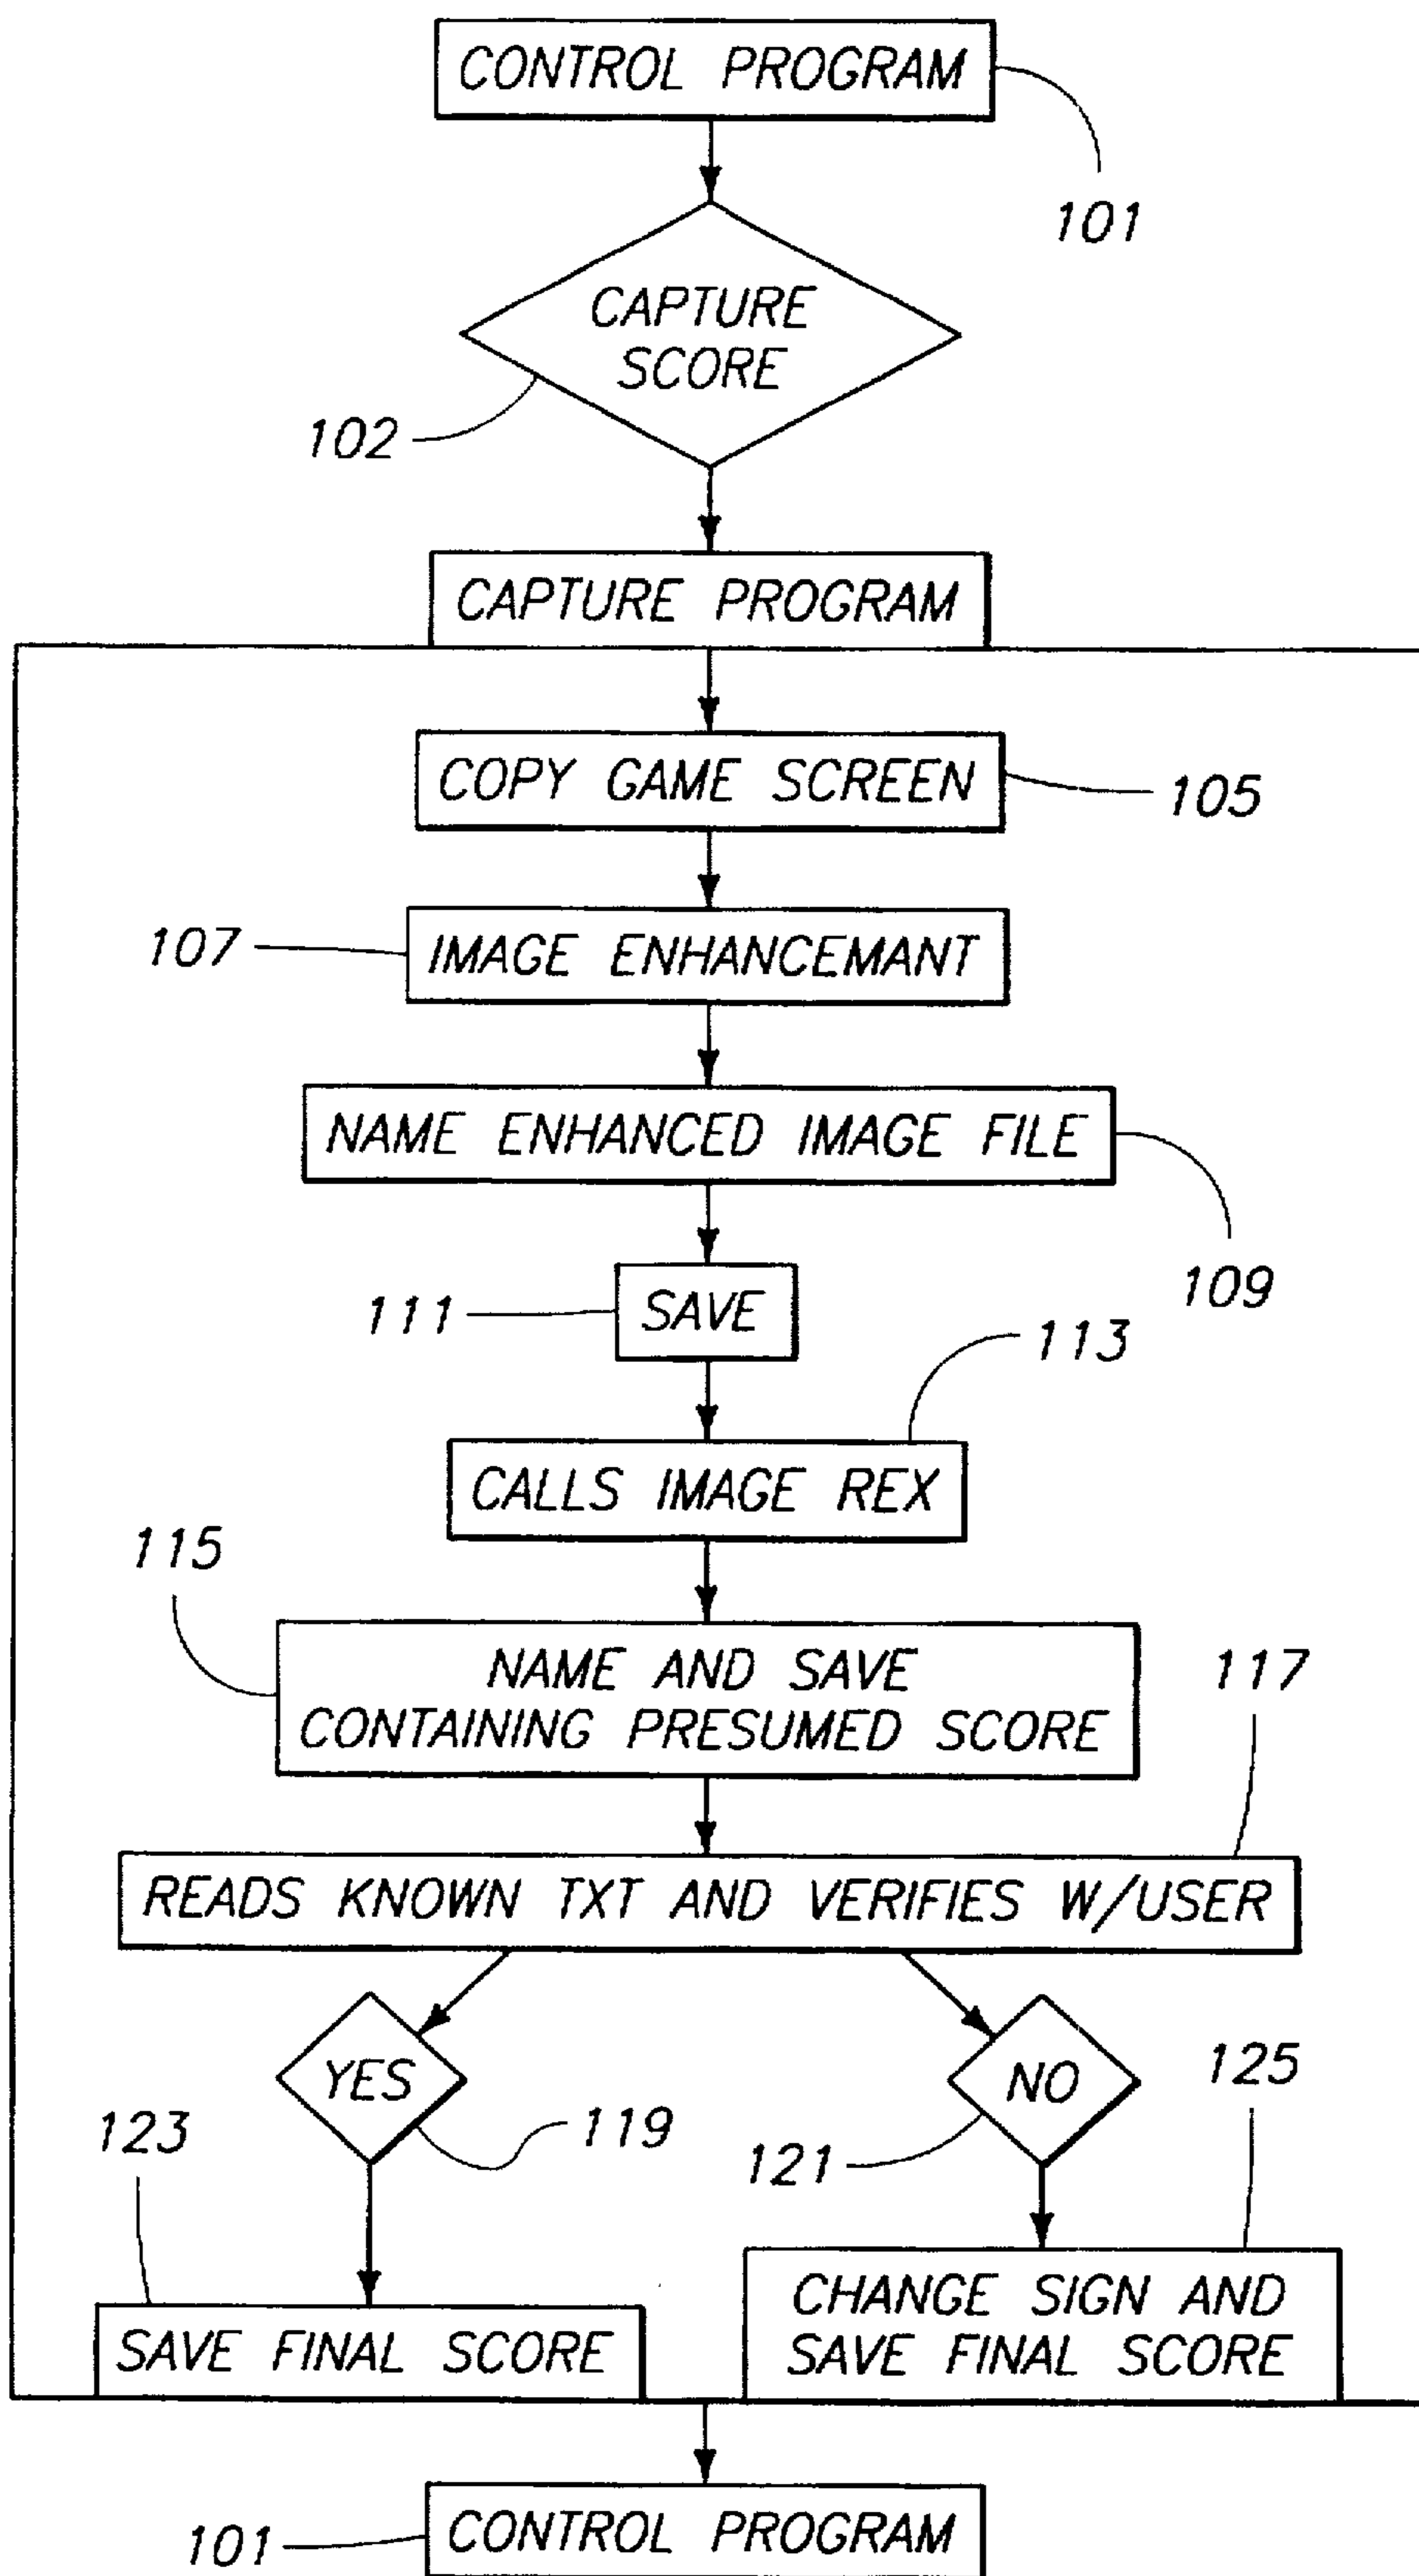 CONTROL PROGRAM
101
CAPTURE
SCORE
102
CAPTURE PROGRAM
COPY GAME SCREEN
105
107
IMAGE ENHANCEMANT
NAME ENHANCED IMAGE FILE
109
111
SAVE
113
CALLS IMAGE REX
115
NAME AND SAVE
CONTAINING PRESUMED SCORE
117
READS KNOWN TXT AND VERIFIES W/USER
YES
NO
125
123
119
121
SAVE FINAL SCORE
CHANGE SIGN AND
SAVE FINAL SCORE
101
CONTROL PROGRAM